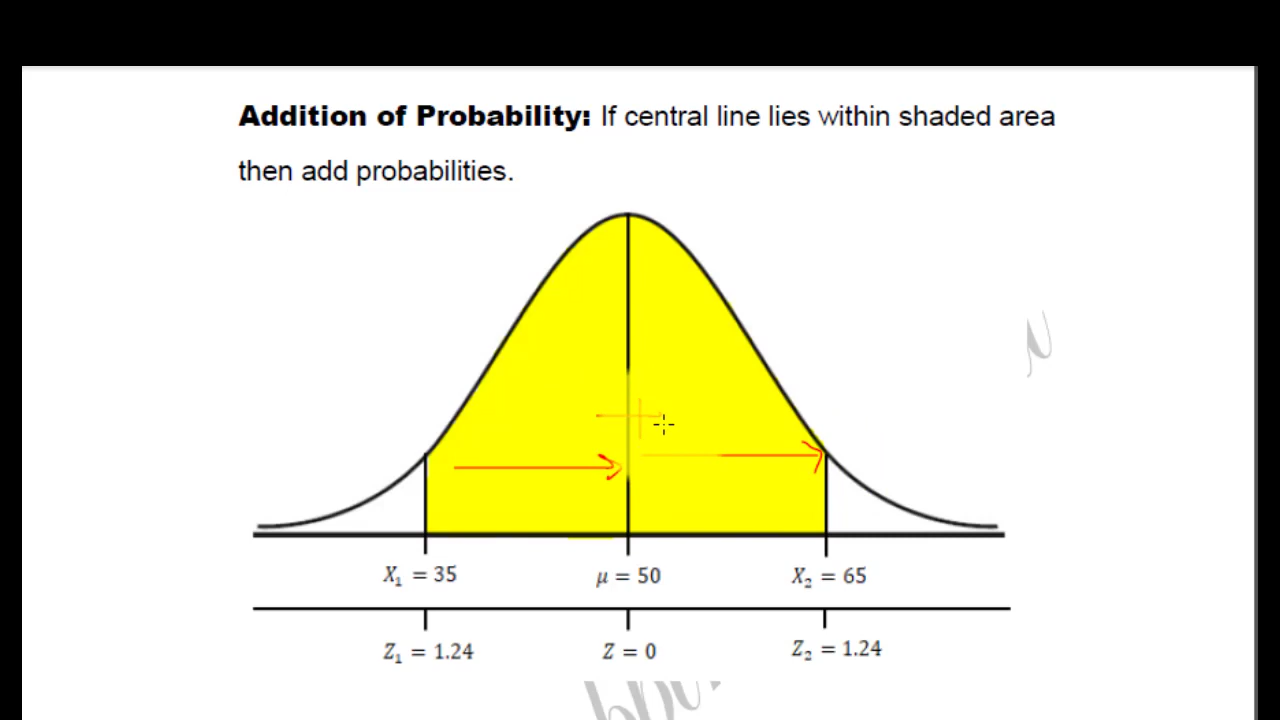 Addition of Probability: If central line lies within shaded area
then add probabilities.
X₁ = 35 μ = 50 X₂ = 65
Z₁ = 1.24 Z = 0 Z₂ = 1.24